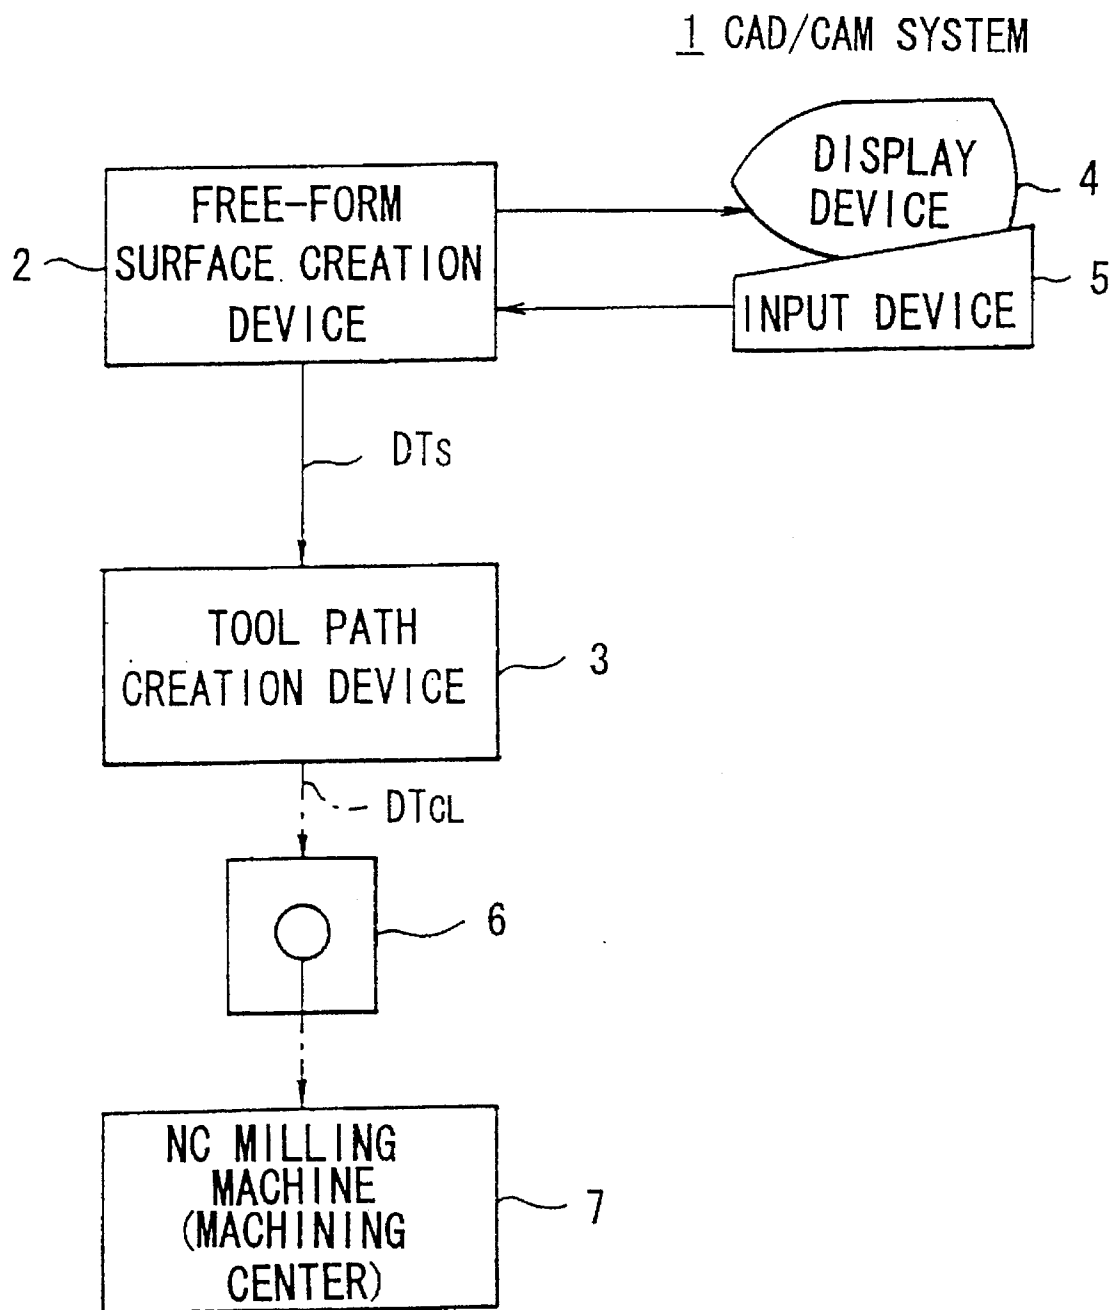 1 CAD/CAM SYSTEM
DISPLAY
DEVICE
4
FREE-FORM
SURFACE CREATION
DEVICE
2
INPUT DEVICE
5
DTS
TOOL PATH
CREATION DEVICE
3
DTCL
6
NC MILLING
MACHINE
(MACHINING
CENTER)
7